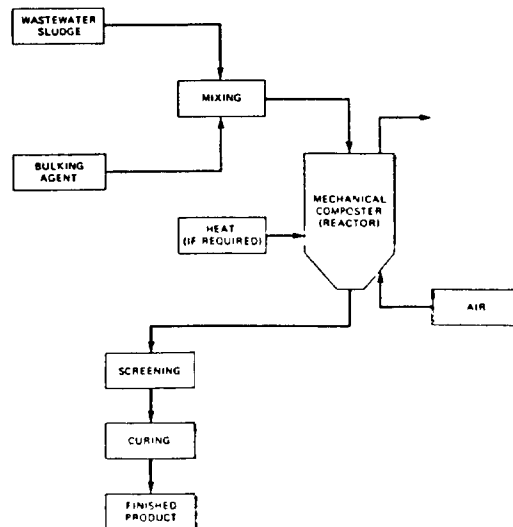 WASTEWATER
SLUDGE
MIXING
BULKING
AGENT
MECHANICAL
COMPOSTER
(REACTOR)
HEAT
(IF REQUIRED)
AIR
SCREENING
CURING
FINISHED
PRODUCT